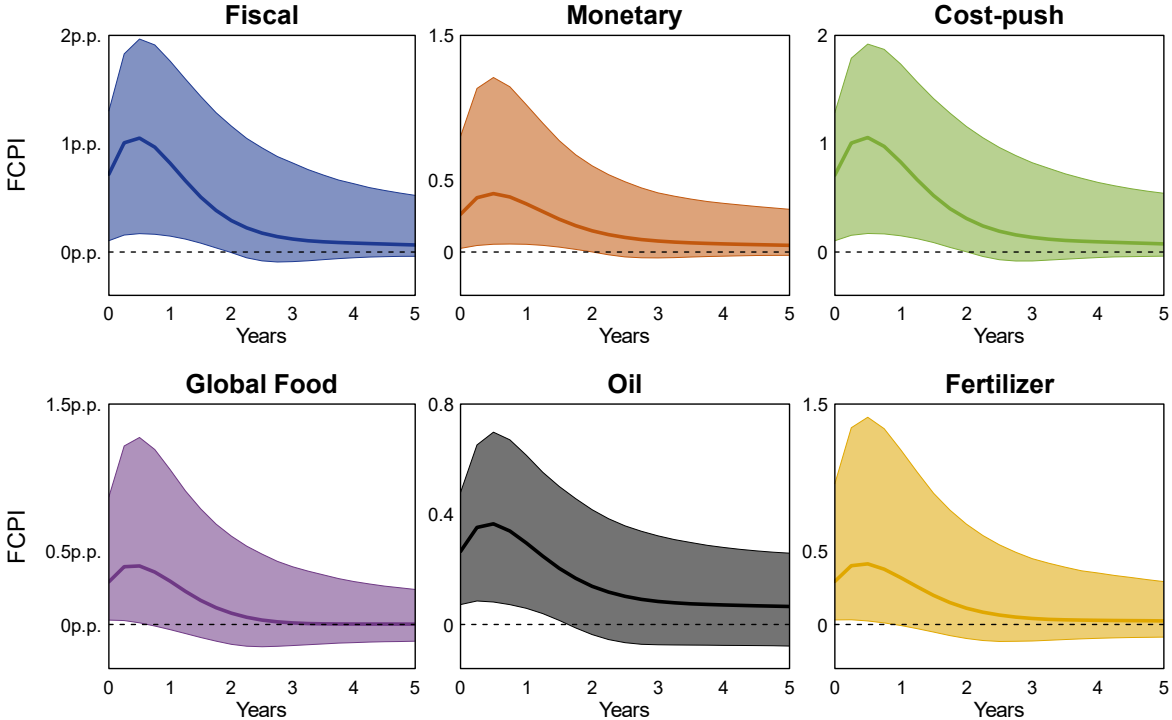 Fiscal
Monetary
Cost-push
2p.p.
1p.p.
0p.p.
FCPI
1.5
0.5
0
2
1
0
0 1 2 3 4 5
0 1 2 3 4 5
0 1 2 3 4 5
Years
Years
Years
Global Food
Oil
Fertilizer
1.5p.p.
0.5p.p.
0p.p.
FCPI
0.8
0.4
0
1.5
0.5
0
0 1 2 3 4 5
0 1 2 3 4 5
0 1 2 3 4 5
Years
Years
Years